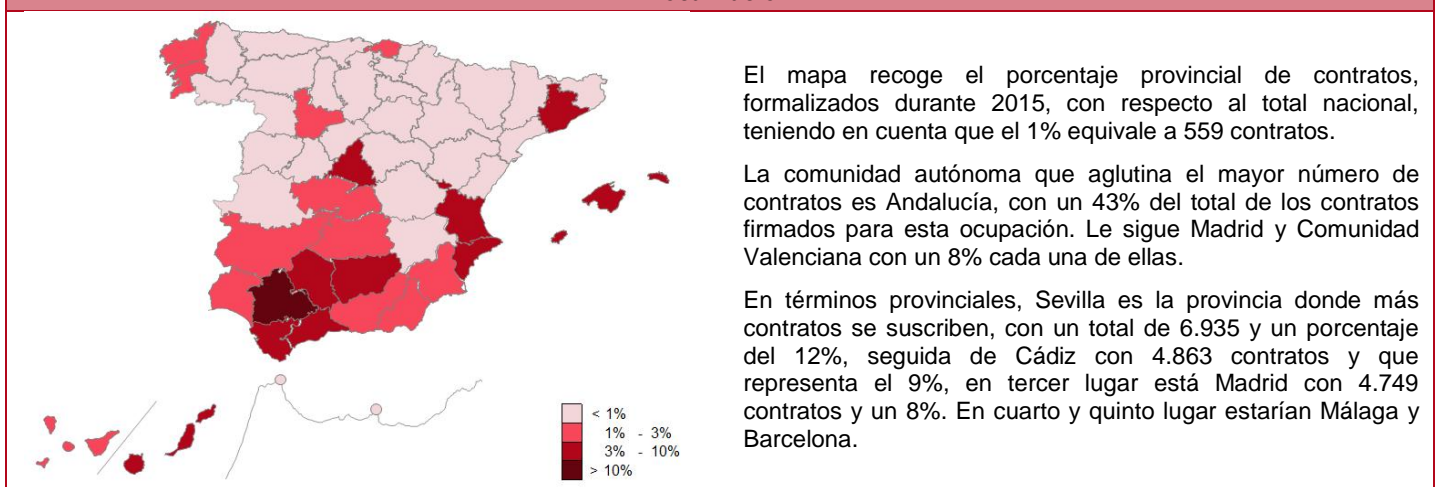 El mapa recoge el porcentaje provincial de contratos,
formalizados durante 2015, con respecto al total nacional,
teniendo en cuenta que el 1% equivale a 559 contratos.
La comunidad autónoma que aglutina el mayor número de
contratos es Andalucía, con un 43% del total de los contratos
firmados para esta ocupación. Le sigue Madrid y Comunidad
Valenciana con un 8% cada una de ellas.
En términos provinciales, Sevilla es la provincia donde más
contratos se suscriben, con un total de 6.935 y un porcentaje
del 12%, seguida de Cádiz con 4.863 contratos y que
representa el 9%, en tercer lugar está Madrid con 4.749
contratos y un 8%. En cuarto y quinto lugar estarían Málaga y
Barcelona.
< 1%
1% - 3%
3% - 10%
> 10%